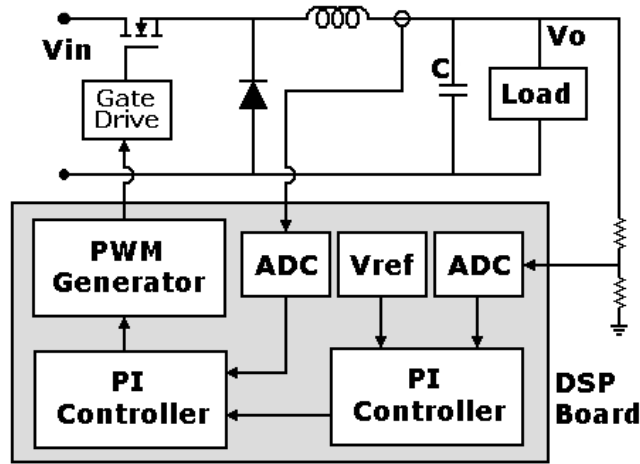 Vin
Gate
Drive
C
Vo
Load
PWM
Generator
ADC
Vref
ADC
PI
Controller
PI
Controller
DSP
Board